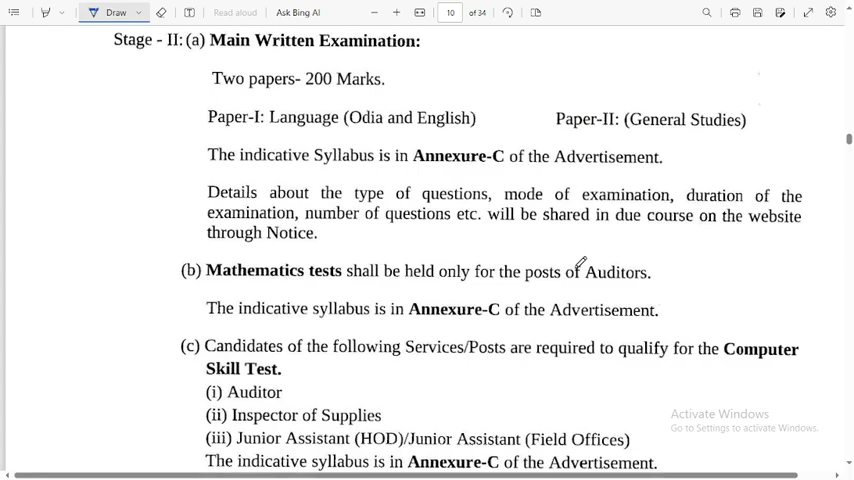 Draw
Read aloud
Ask Bing AI
10 of 34
Stage - II: (a) Main Written Examination:
Two papers- 200 Marks.
Paper-I: Language (Odia and English) Paper-II: (General Studies)
The indicative Syllabus is in Annexure-C of the Advertisement.
Details about the type of questions, mode of examination, duration of the
examination, number of questions etc. will be shared in due course on the website
through Notice.
(b) Mathematics tests shall be held only for the posts of Auditors.
The indicative syllabus is in Annexure-C of the Advertisement.
(c) Candidates of the following Services/Posts are required to qualify for the Computer
Skill Test.
(i) Auditor
(ii) Inspector of Supplies
(iii) Junior Assistant (HOD)/Junior Assistant (Field Offices)
The indicative syllabus is in Annexure-C of the Advertisement.
Activate Windows
Go to Settings to activate Windows.